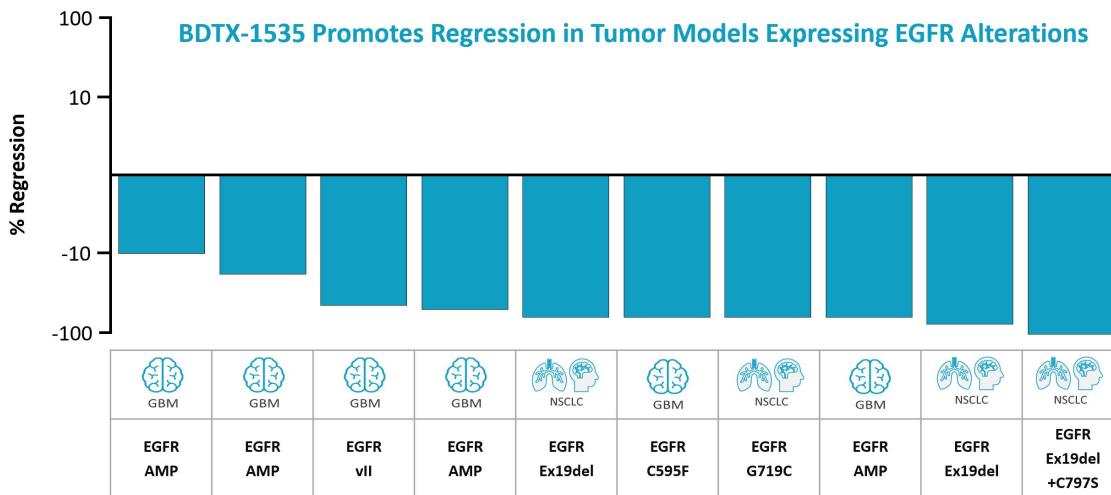 BDTX-1535 Promotes Regression in Tumor Models Expressing EGFR Alterations
% Regression
100
10
-10
-100
GBM GBM GBM GBM NSCLC GBM NSCLC GBM NSCLC NSCLC
EGFR AMP
EGFR AMP
EGFR vII
EGFR AMP
EGFR Ex19del
EGFR C595F
EGFR G719C
EGFR AMP
EGFR Ex19del
EGFR Ex19del +C797S